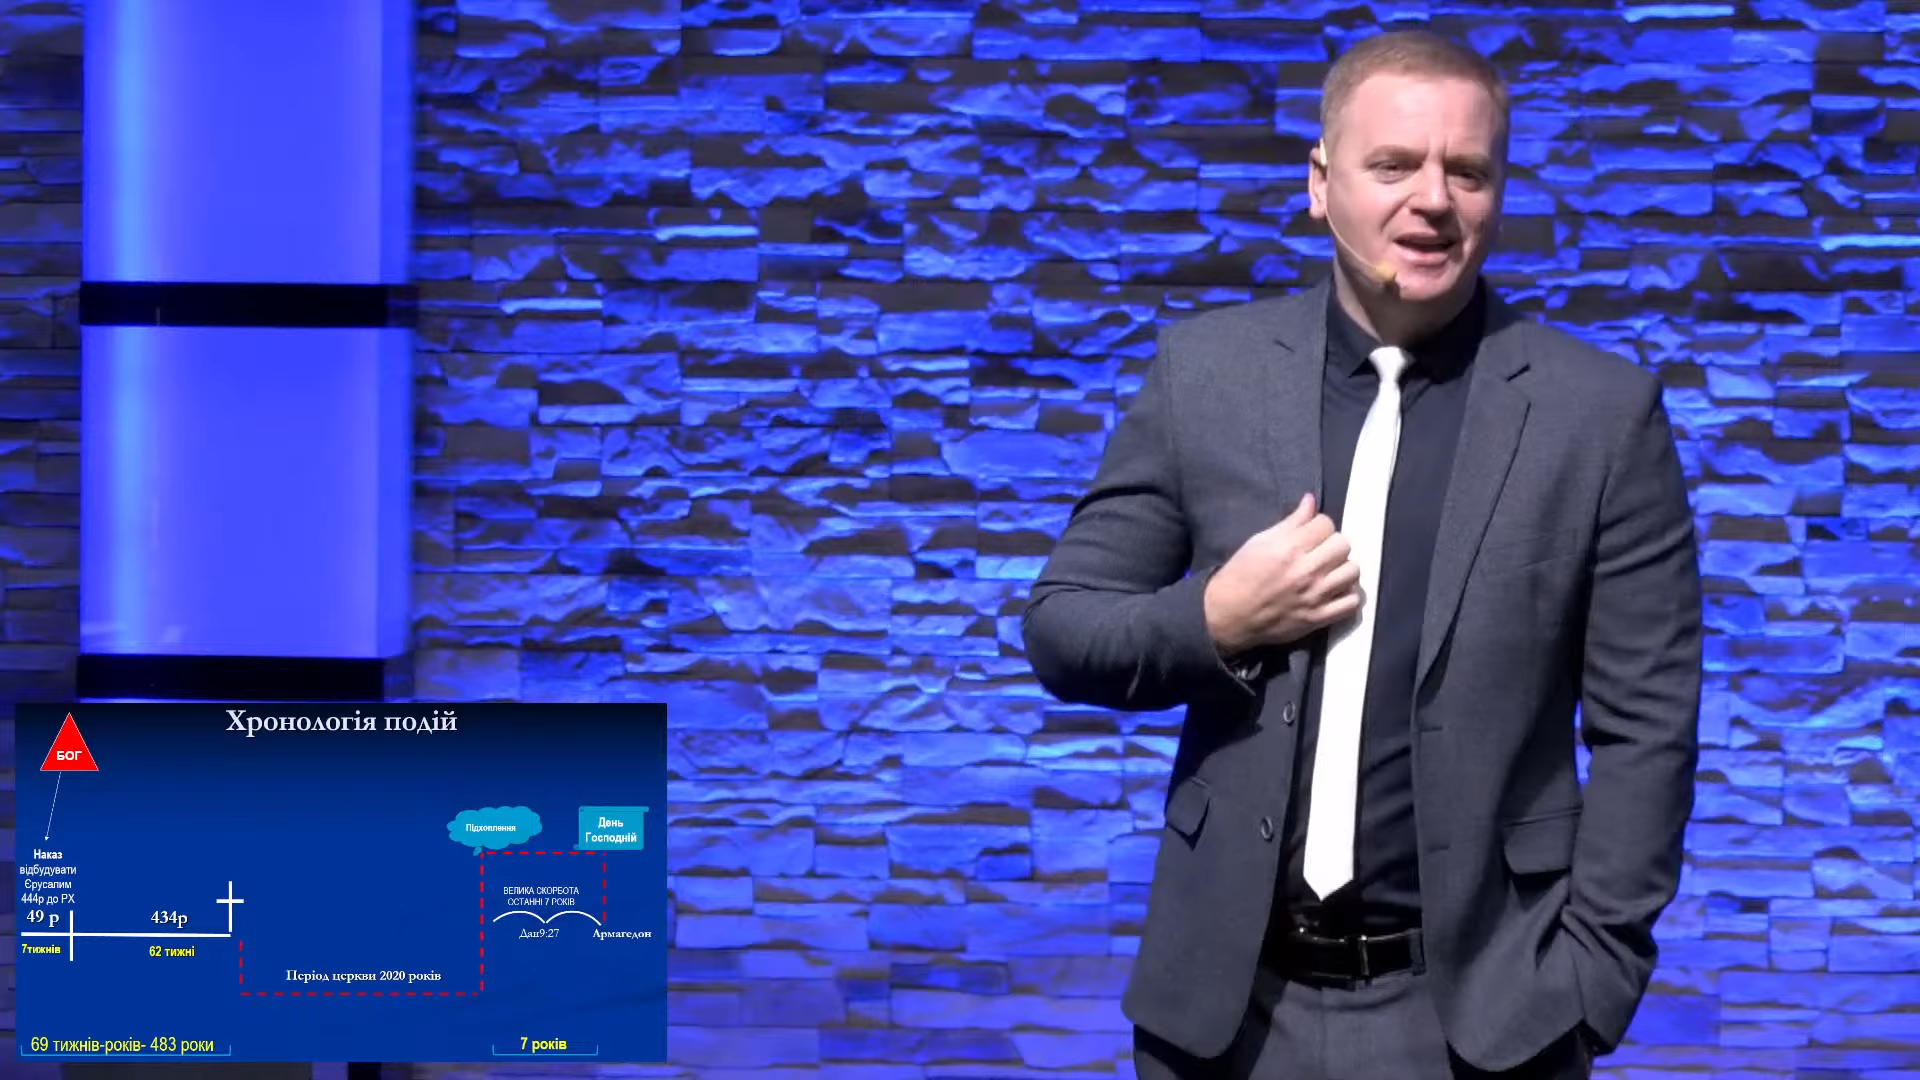 Хронологія подій
БОГ
Підхоплення
День
Господній
Наказ
відбудувати
Єрусалим
444р до РХ
ВЕЛИКА СКОРБОТА
ОСТАННІ 7 РОКІВ
49 р
434р
Дан9:27
Армагедон
7тижнів
62 тижні
Період церкви 2020 років
69 тижнів-років- 483 роки
7 років